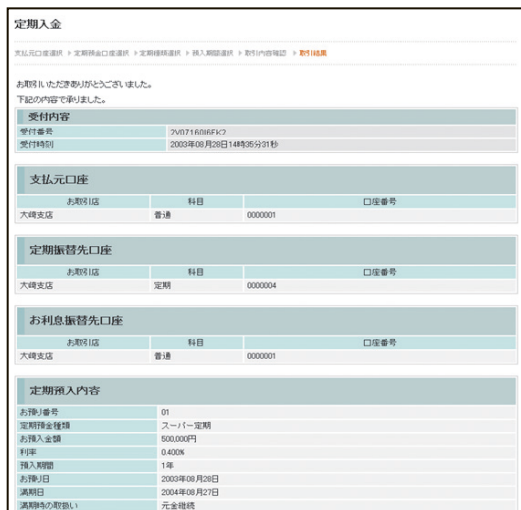 定期入金
支払元口座選択 ▶ 定期預金口座選択 ▶ 定期種類選択 ▶ 預入期間選択 ▶ 取引内容確認 ▶ 取引結果
お取引いただきありがとうございました。
下記の内容で承りました。
受付内容
受付番号 2V07160I6FK2
受付時刻 2003年08月28日14時35分31秒
支払元口座
お取引店 科目 口座番号
大崎支店 普通 0000001
定期振替先口座
お取引店 科目 口座番号
大崎支店 定期 0000004
お利息振替先口座
お取引店 科目 口座番号
大崎支店 普通 0000001
定期預入内容
お預り番号 01
定期預金種類 スーパー定期
お預入金額 500,000円
利率 0.400%
預入期間 1年
お預り日 2003年08月28日
満期日 2004年08月27日
満期時の取扱い 元金継続